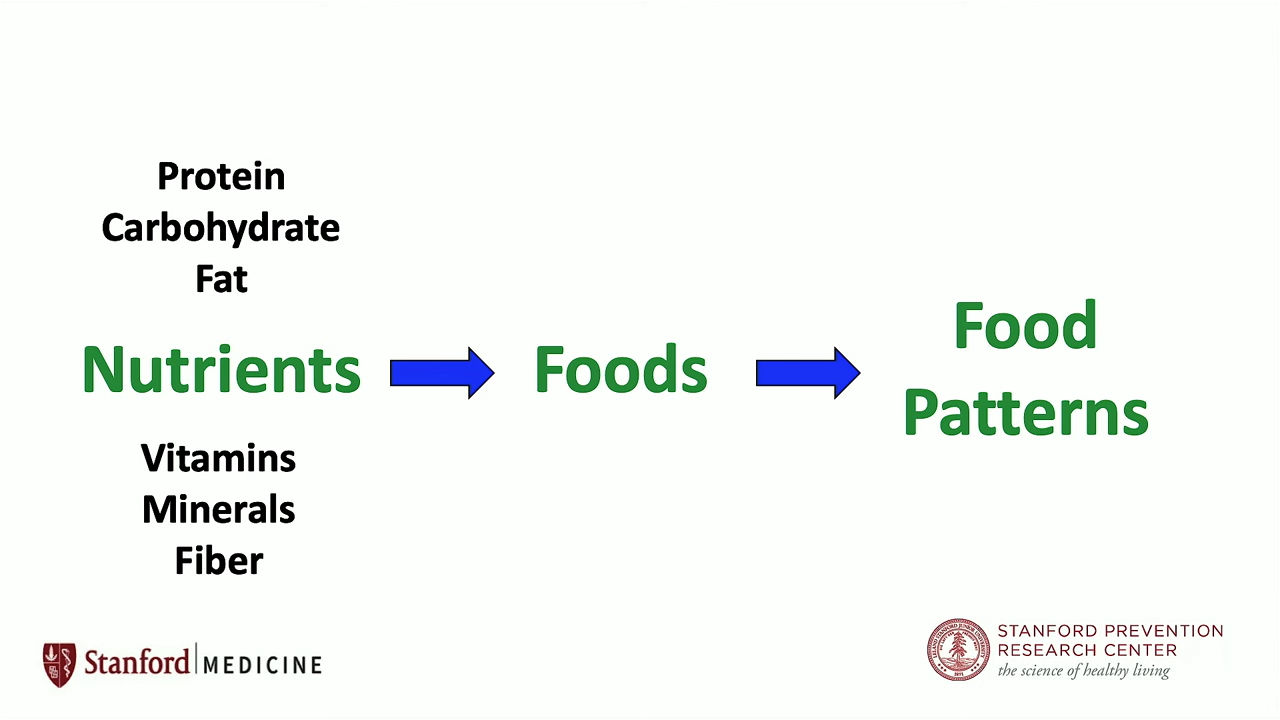 Protein
Carbohydrate
Fat
Nutrients
Foods
Food
Patterns
Vitamins
Minerals
Fiber
Stanford MEDICINE
STANFORD PREVENTION
RESEARCH CENTER
the science of healthy living